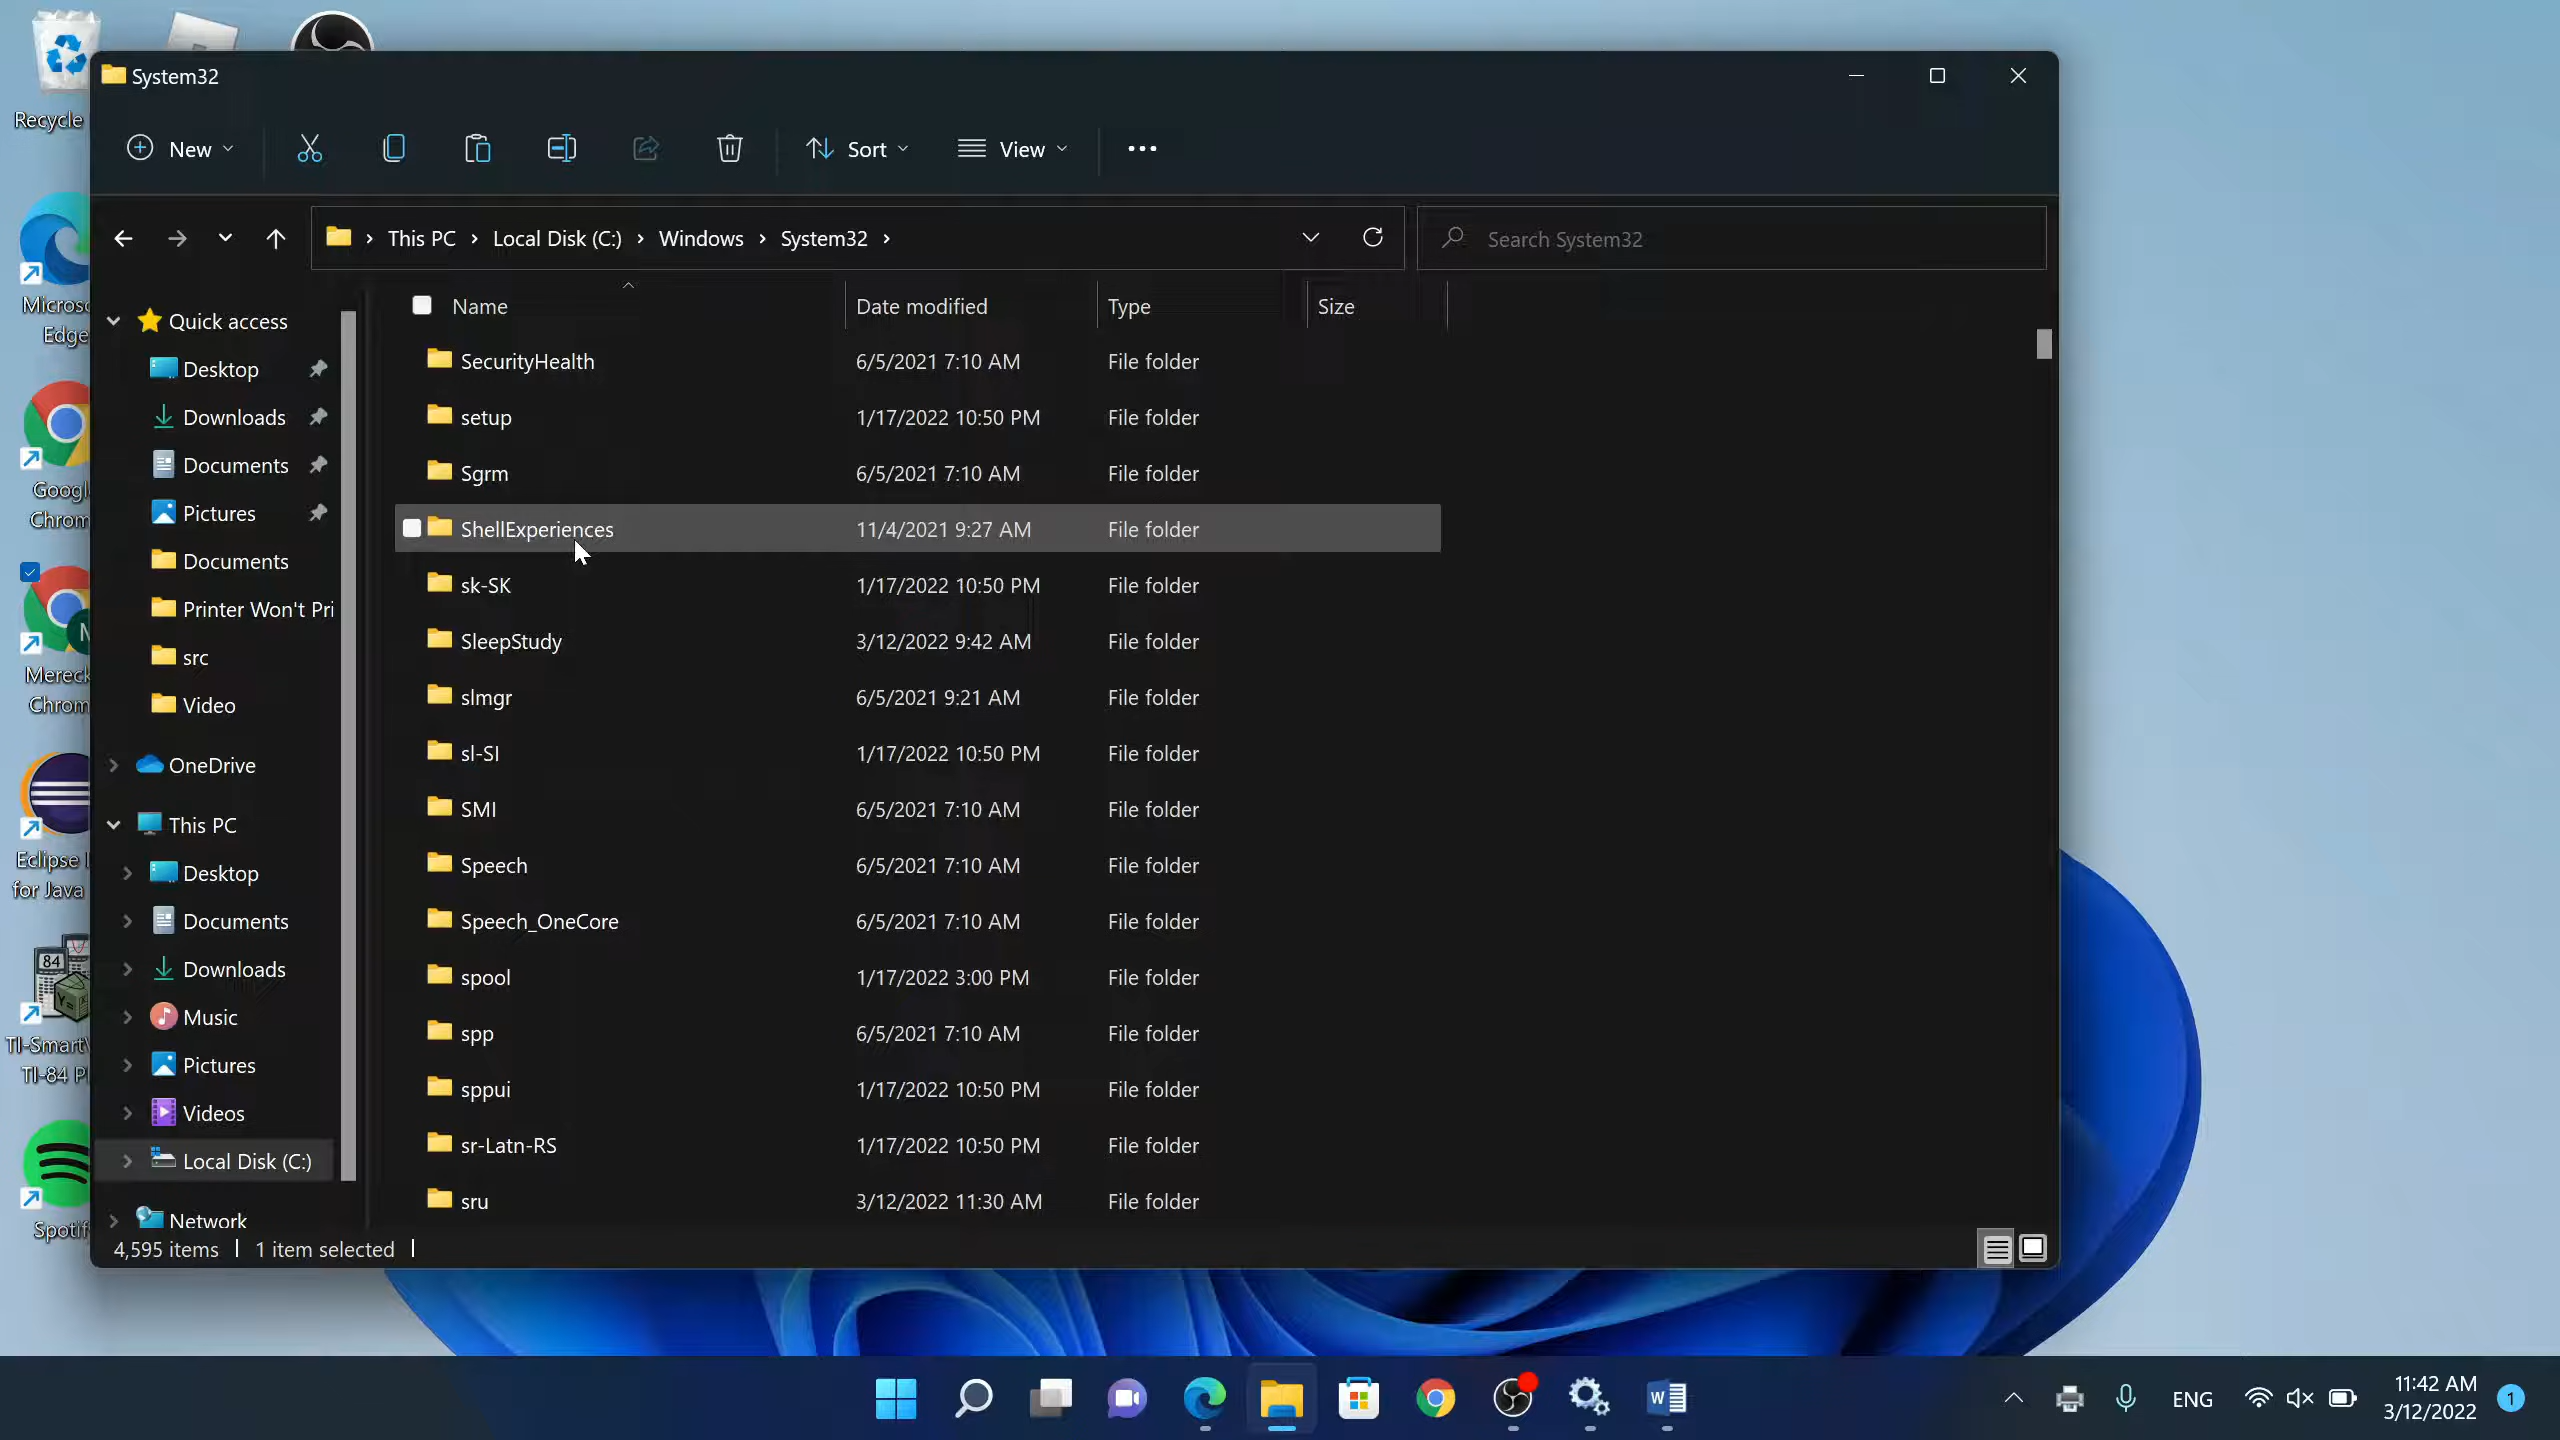 Recycle
Microso
Edge
Googl
Chrom
Mereck
Chrom
Eclipse I
for Java
84
TI-SmartV
TI-84 Pl
Spotif
System32
New
Sort
View
This PC
Local Disk (C:)
Windows
System32
Search System32
Quick access
Desktop
Downloads
Documents
Pictures
Documents
Printer Won't Pri
src
Video
OneDrive
This PC
Desktop
Documents
Downloads
Music
Pictures
Videos
Local Disk (C:)
Network
Name Date modified Type Size
SecurityHealth 6/5/2021 7:10 AM File folder
setup 1/17/2022 10:50 PM File folder
Sgrm 6/5/2021 7:10 AM File folder
ShellExperiences 11/4/2021 9:27 AM File folder
sk-SK 1/17/2022 10:50 PM File folder
SleepStudy 3/12/2022 9:42 AM File folder
slmgr 6/5/2021 9:21 AM File folder
sl-SI 1/17/2022 10:50 PM File folder
SMI 6/5/2021 7:10 AM File folder
Speech 6/5/2021 7:10 AM File folder
Speech_OneCore 6/5/2021 7:10 AM File folder
spool 1/17/2022 3:00 PM File folder
spp 6/5/2021 7:10 AM File folder
sppui 1/17/2022 10:50 PM File folder
sr-Latn-RS 1/17/2022 10:50 PM File folder
sru 3/12/2022 11:30 AM File folder
4,595 items
1 item selected
W
ENG
11:42 AM
3/12/2022
1